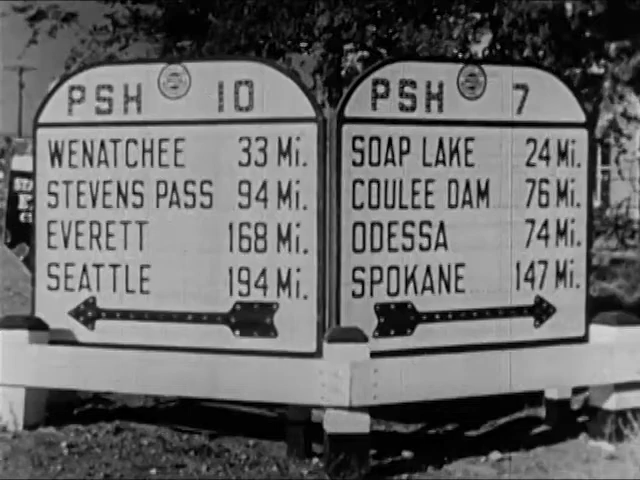 PSH 10
WENATCHEE 33 Mi.
STEVENS PASS 94 Mi.
EVERETT 168 Mi.
SEATTLE 194 Mi.
PSH 7
SOAP LAKE 24 Mi.
COULEE DAM 76 Mi.
ODESSA 74 Mi.
SPOKANE 147 Mi.